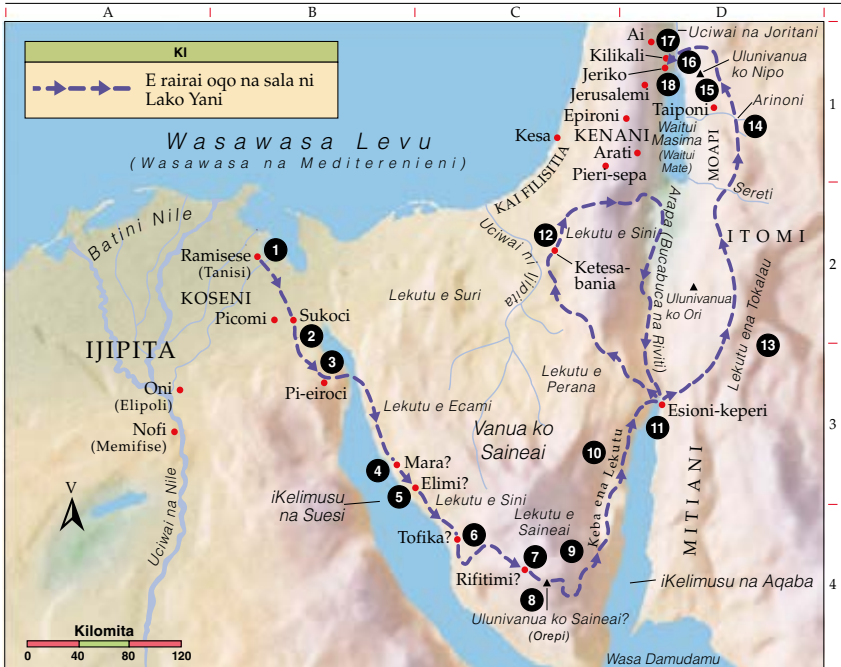 A
B
C
D
KI
E rairai oqo na sala ni
Lako Yani
Wasawasa Levu
(Wasawasa na Mediterenieni)
Ai
17
Uciwai na Joritani
Kilikali
16
Ulunivanua
ko Nipo
Jeriko
18
15
Jerusalemi
Taiponi
Arinoni
14
1
Epironi
KENANI
Waitui
Masima
(Waitui
Mate)
MOAPI
Kesa
Arati
Pieri-sepa
KAI FILISITIA
Sereti
Batini Nile
Ramisese
(Tanisi)
1
Uciwai ni Ijipita
12
Lekutu e Sini
Arapa (Bucabuca na Riviti)
ITOMI
2
Ketesa-
bania
KOSENI
Lekutu e Suri
Ulunivanua
ko Ori
Picomi
Sukoci
2
Lekutu ena Tokalau
13
IJIPITA
3
Pi-eiroci
Lekutu e
Perana
Oni
(Elipoli)
Lekutu e Ecami
Esioni-keperi
11
3
Nofi
(Memifise)
Vanua ko
Saineai
10
Keba ena Lekutu
MITIANI
4
Mara?
Elimi?
5
iKelimusu
na Suesi
Lekutu e Sini
V
Uciwai na Nile
Tofika?
6
Lekutu e
Saineai
7
9
Rifitimi?
8
iKelimusu na Aqaba
4
Ulunivanua ko Saineai?
(Orepi)
Kilomita
0
40
80
120
Wasa Damudamu